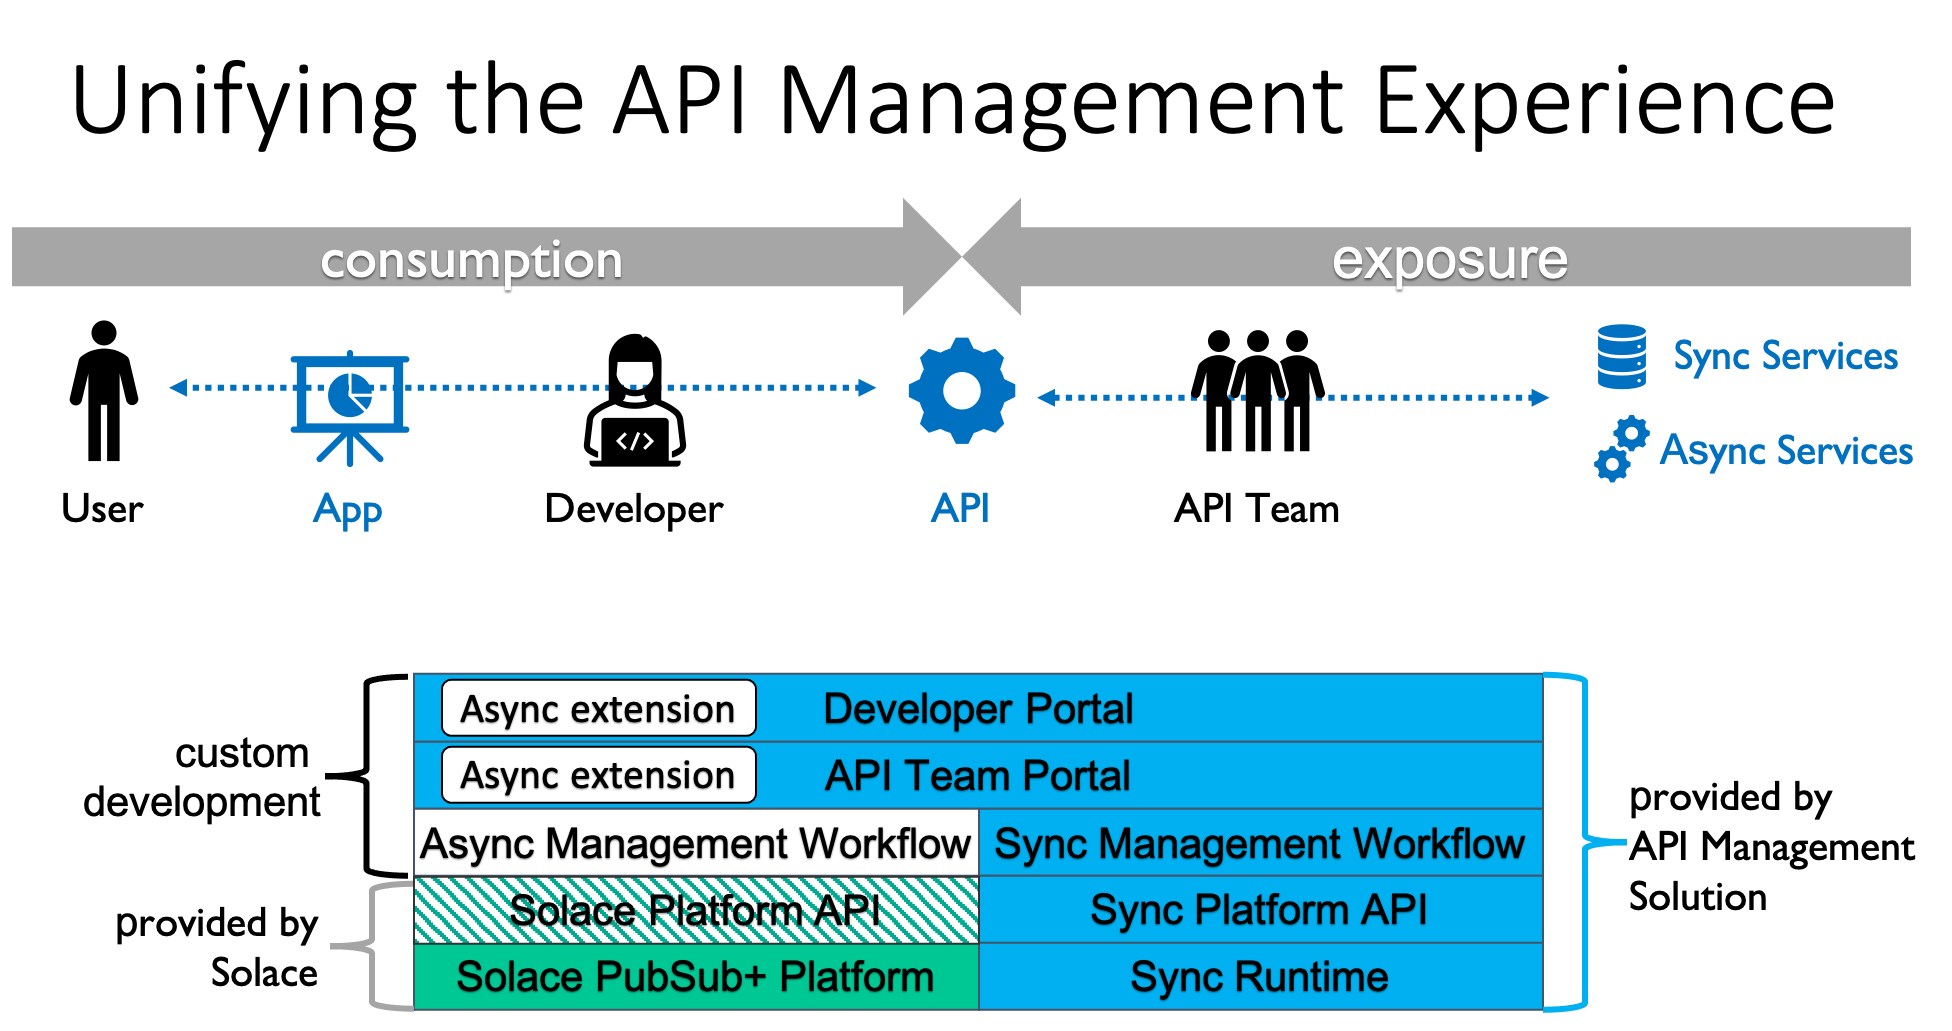 Unifying the API Management Experience
consumption
exposure
Sync Services
Async Services
</>
User
App
Developer
API
API Team
Async extension
Developer Portal
Async extension
API Team Portal
custom
development
Async Management Workflow
Sync Management Workflow
provided by
API Management
Solution
Solace Platform API
Sync Platform API
provided by
Solace
Solace PubSub+ Platform
Sync Runtime